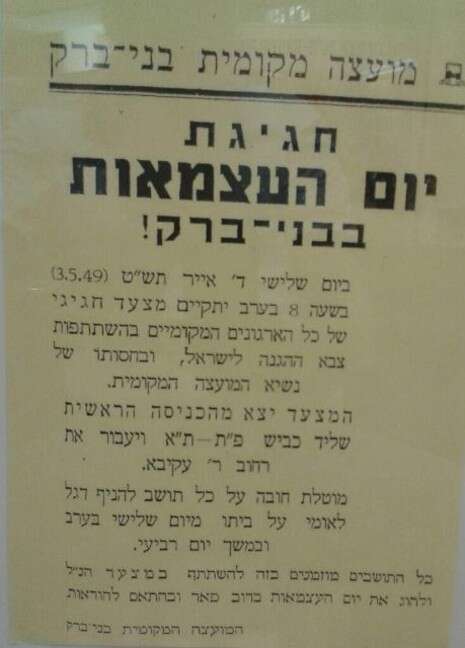 מועצה מקומית בני־ברק
חגיגת
יום העצמאות
בבני־ברק!
ביום שלישי ד׳ אייר תש״ט (3.5.49)
בשעה 8 בערב יתקיים מצעד חגיגי
של כל הארגונים המקומיים בהשתתפות
צבא ההגנה לישראל, ובחסותו של
נשיא המועצה המקומית.
המצעד יצא מהכניסה הראשית
שליד כביש פ״ת–ת״א ויעבור את
רחוב ר׳ עקיבא.
מוטלת חובה על כל תושב להניף דגל
לאומי על ביתו מיום שלישי בערב
ובמשך יום רביעי.
כל התושבים מוזמנים בזה להשתתף במצעד הנ״ל
ולחוג את יום העצמאות ברוב פאר ובהתאם להוראות.
המועצה המקומית בני־ברק